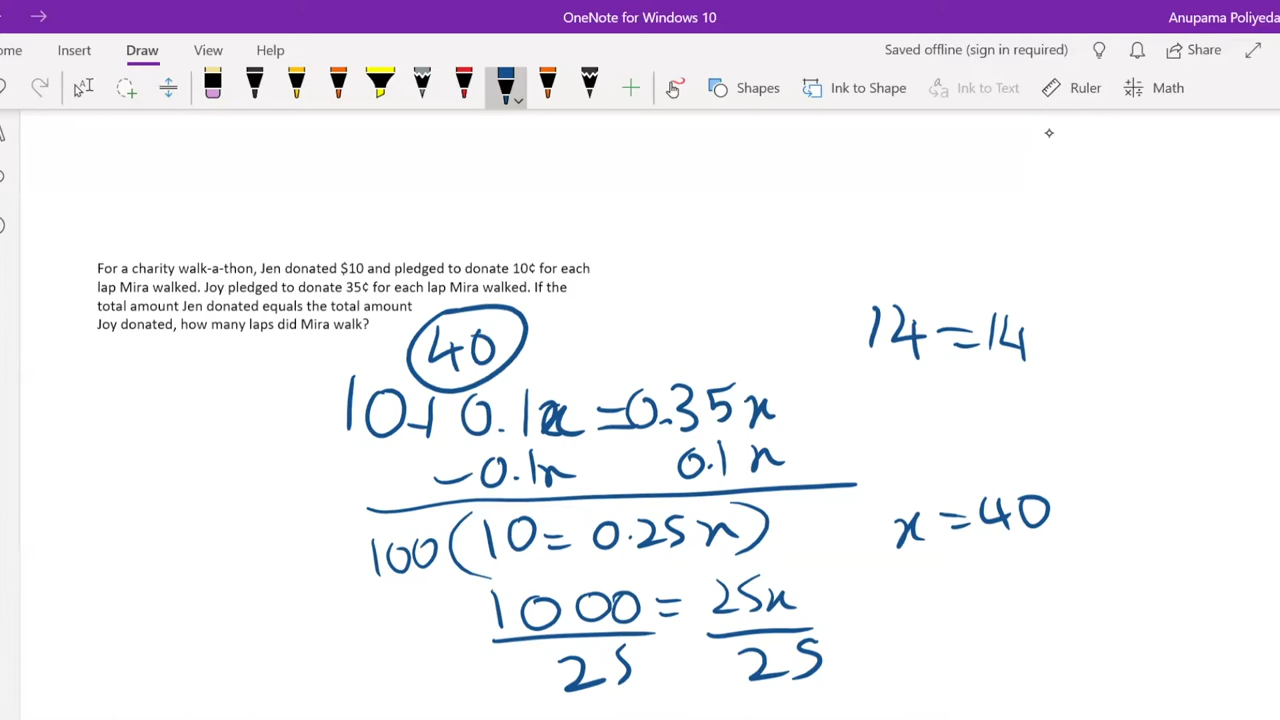 OneNote for Windows 10
Anupama Poliyeda
ome Insert Draw View Help
Saved offline (sign in required) Share
Shapes Ink to Shape Ink to Text Ruler Math
For a charity walk-a-thon, Jen donated $10 and pledged to donate 10¢ for each
lap Mira walked. Joy pledged to donate 35¢ for each lap Mira walked. If the
total amount Jen donated equals the total amount
Joy donated, how many laps did Mira walk?
40
14=14
10+0.1x=0.35x
-0.1x 0.1x
100(10=0.25x)
x=40
1000 = 25x
25 25